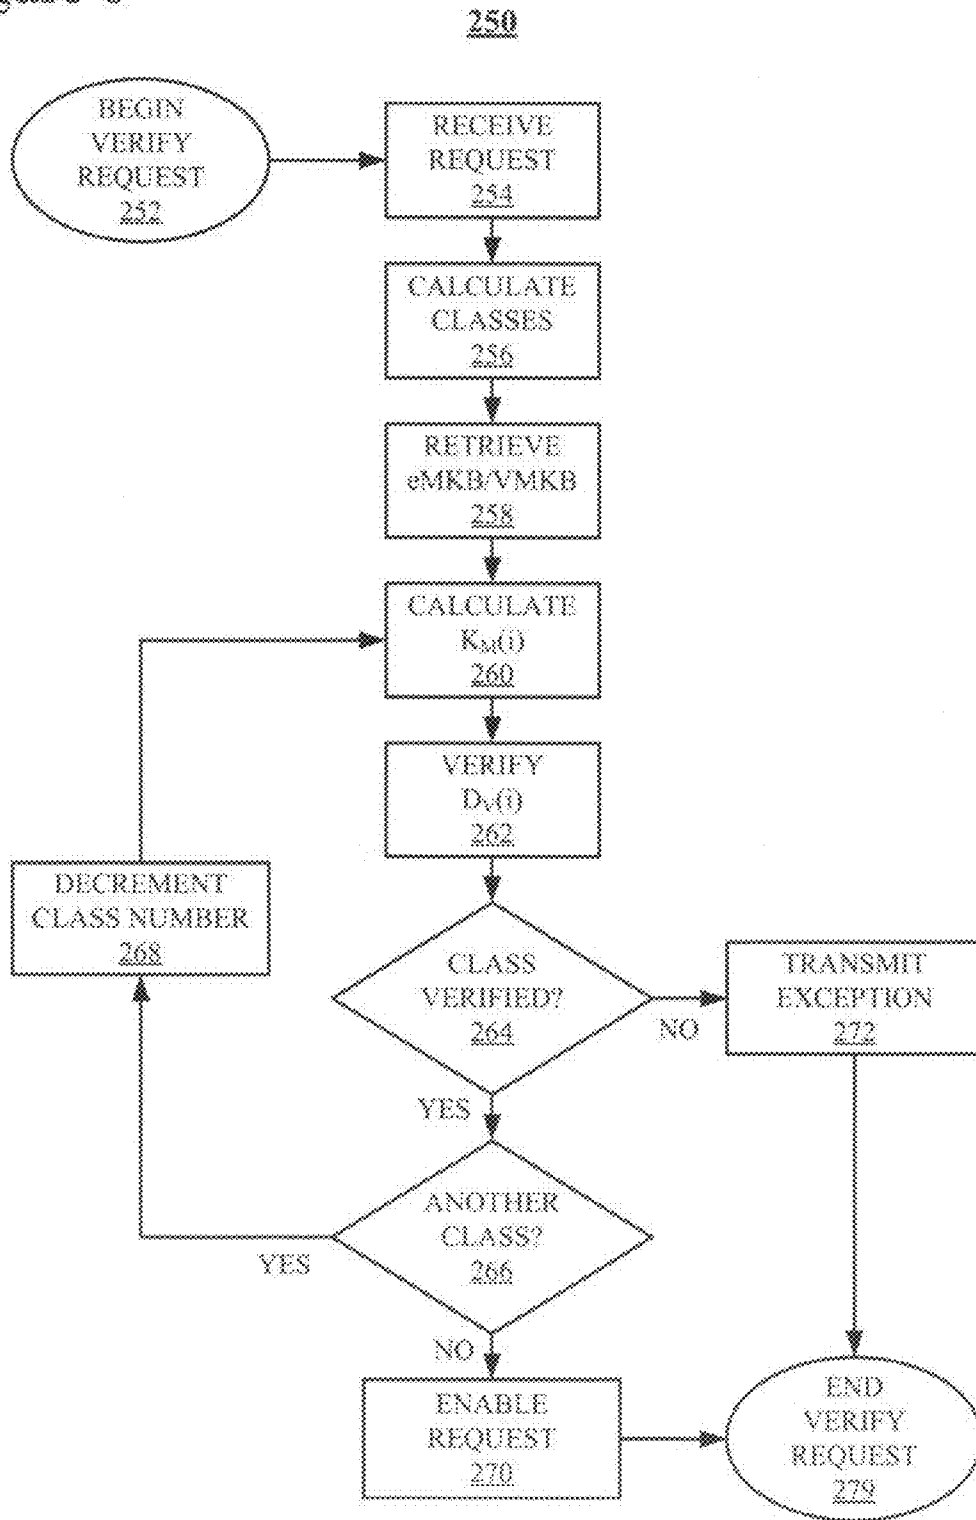 250
BEGIN
VERIFY
REQUEST
252
RECEIVE
REQUEST
254
CALCULATE
CLASSES
256
RETRIEVE
eMKB/VMKB
258
CALCULATE
KM(i)
260
VERIFY
DV(i)
262
DECREMENT
CLASS NUMBER
268
CLASS
VERIFIED?
264
NO
TRANSMIT
EXCEPTION
272
YES
ANOTHER
CLASS?
266
YES
NO
ENABLE
REQUEST
270
END
VERIFY
REQUEST
279